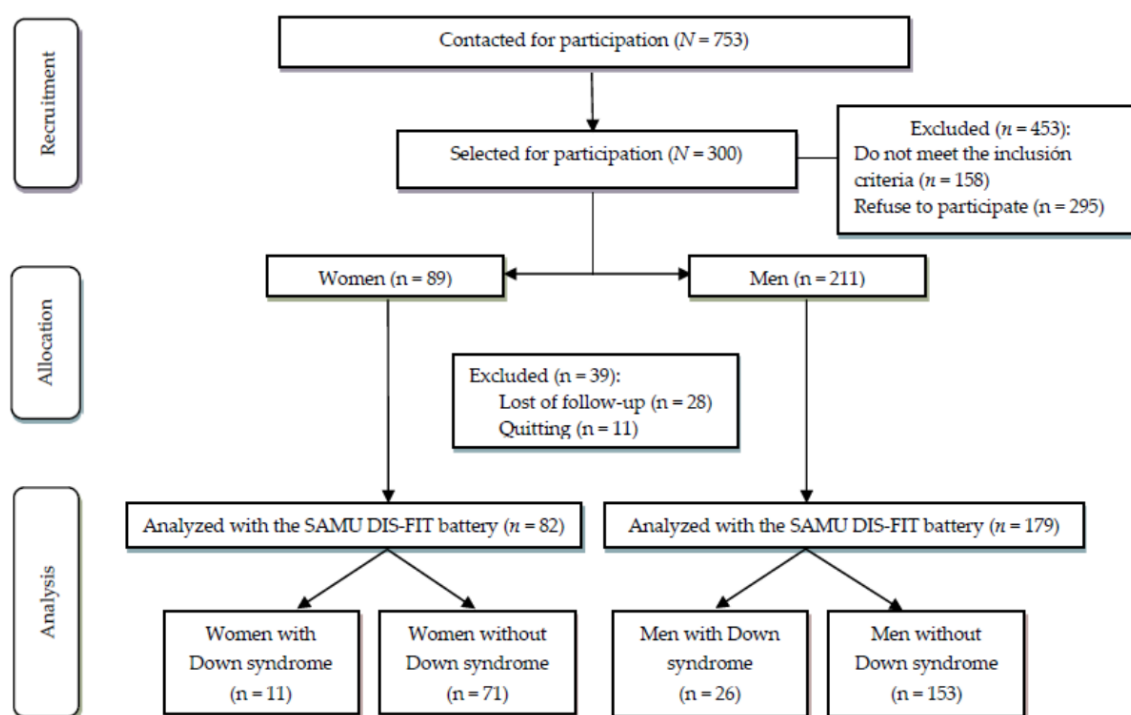 Recruitment
Contacted for participation (N = 753)
Selected for participation (N = 300)
Excluded (n = 453):
Do not meet the inclusión
criteria (n = 158)
Refuse to participate (n = 295)
Allocation
Women (n = 89)
Men (n = 211)
Excluded (n = 39):
Lost of follow-up (n = 28)
Quitting (n = 11)
Analysis
Analyzed with the SAMU DIS-FIT battery (n = 82)
Analyzed with the SAMU DIS-FIT battery (n = 179)
Women with
Down syndrome
(n = 11)
Women without
Down syndrome
(n = 71)
Men with Down
syndrome
(n = 26)
Men without
Down syndrome
(n = 153)